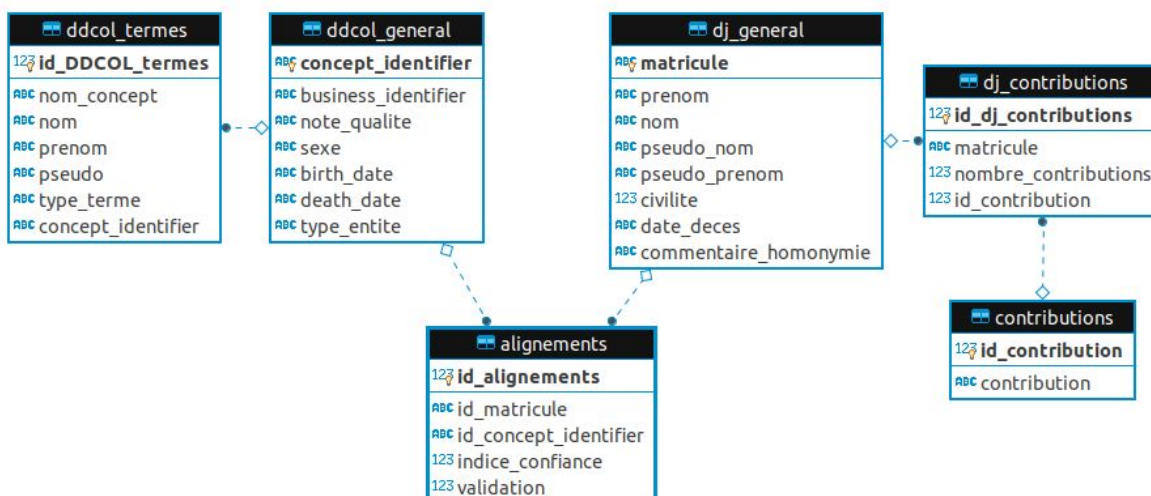 ddcol_termes
id_DDCOL_termes
nom_concept
nom
prenom
pseudo
type_terme
concept_identifier
ddcol_general
concept_identifier
business_identifier
note_qualite
sexe
birth_date
death_date
type_entite
dj_general
matricule
prenom
nom
pseudo_nom
pseudo_prenom
civilite
date_deces
commentaire_homonymie
dj_contributions
id_dj_contributions
matricule
nombre_contributions
id_contribution
alignements
id_alignements
id_matricule
id_concept_identifier
indice_confiance
validation
contributions
id_contribution
contribution